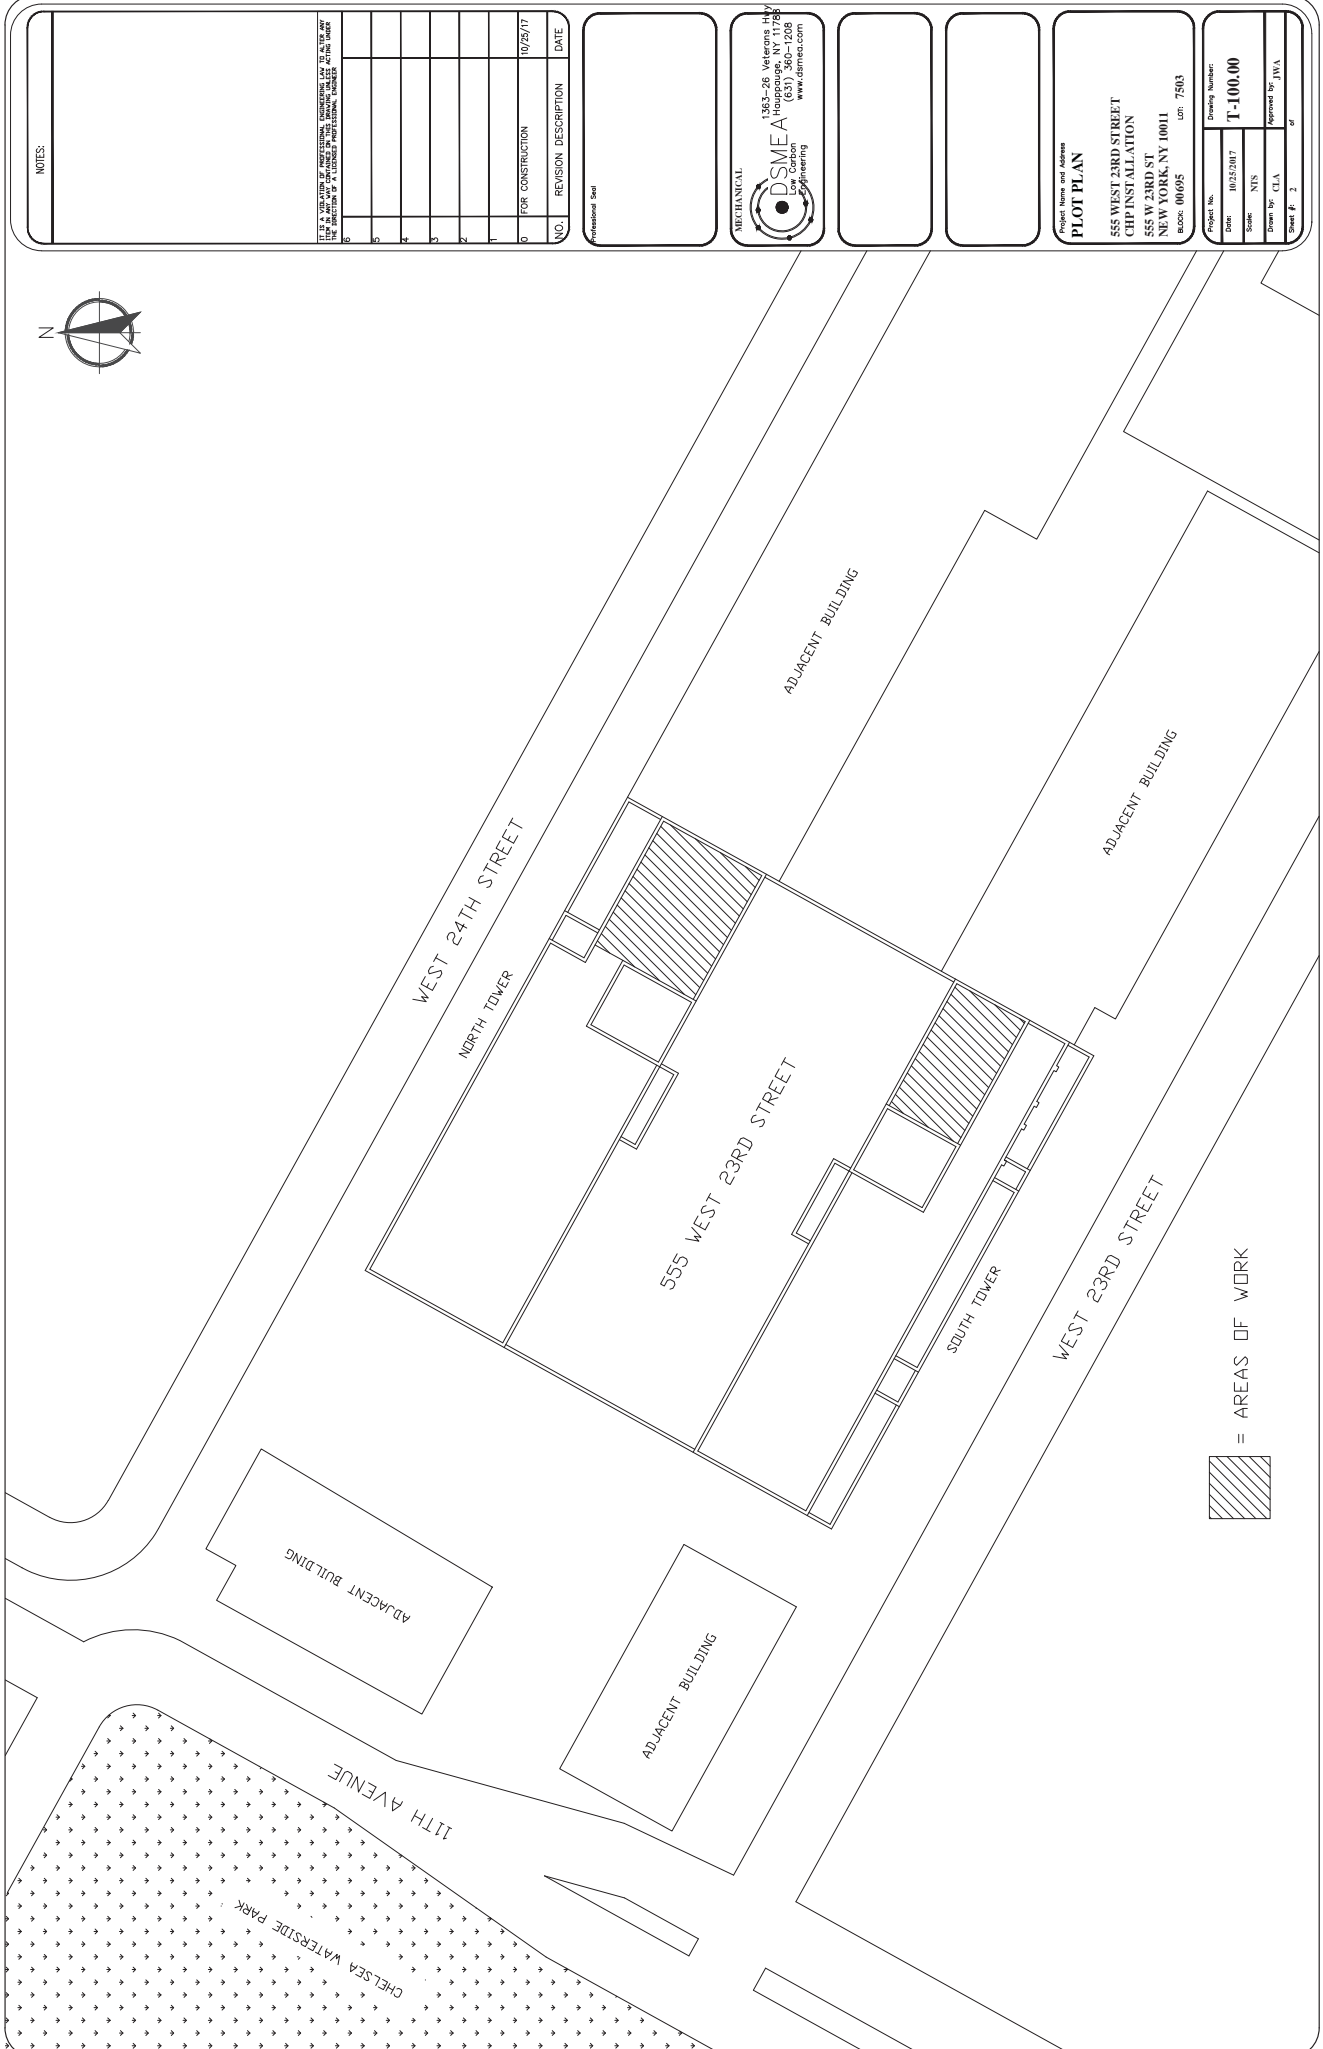 NOTES:
IT IS A VIOLATION OF PROFESSIONAL ENGINEERING LAW TO ALTER ANY
ITEM IN ANY WAY CONTAINED ON THIS DRAWING UNLESS ACTING UNDER
THE DIRECTION OF A LICENSED PROFESSIONAL ENGINEER
6
5
4
3
2
1
0 FOR CONSTRUCTION 10/25/17
NO. REVISION DESCRIPTION DATE
Professional Seal
MECHANICAL
DSMEA
Low Carbon
Engineering
1363-26 Veterans Hwy
Hauppauge, NY 11788
(631) 360-1208
www.dsmea.com
Project Name and Address
PLOT PLAN
555 WEST 23RD STREET
CHP INSTALLATION
555 W 23RD ST
NEW YORK, NY 10011
BLOCK: 00695 LOT: 7503
Project No.
Drawing Number:
T-100.00
Date: 10/25/2017
Scale: NTS
Drawn by: CLA
Approved by: JWA
Sheet #: 2 of
N
WEST 24TH STREET
NORTH TOWER
ADJACENT BUILDING
ADJACENT BUILDING
555 WEST 23RD STREET
SOUTH TOWER
WEST 23RD STREET
ADJACENT BUILDING
ADJACENT BUILDING
11TH AVENUE
CHELSEA WATERSIDE PARK
= AREAS OF WORK